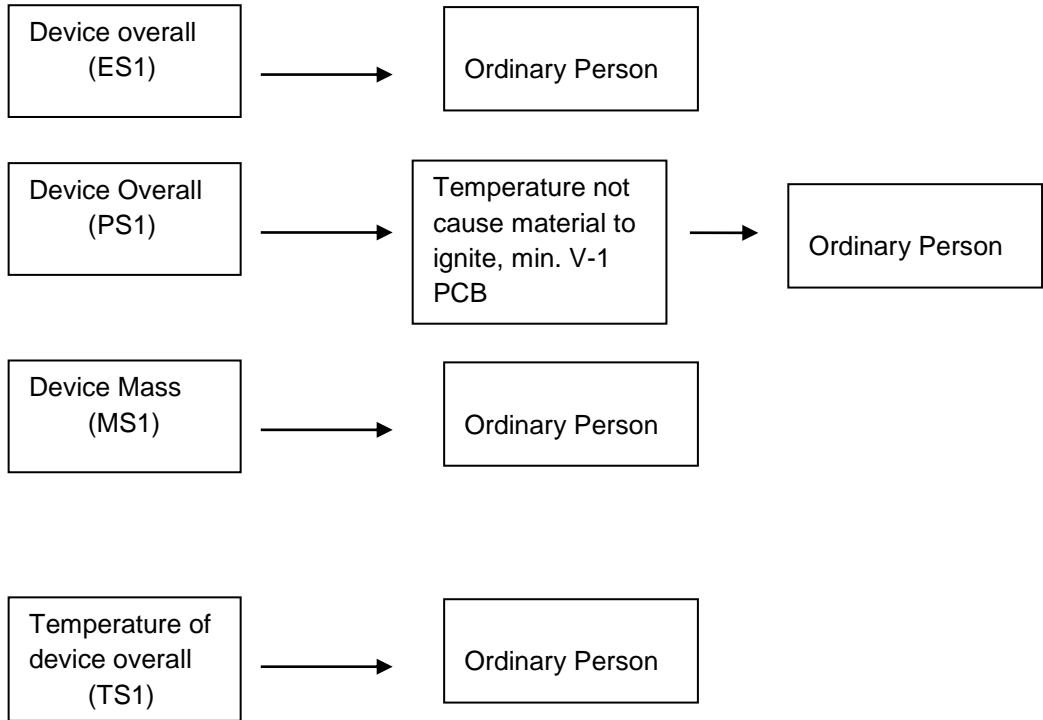 Device overall
(ES1)
Ordinary Person
Device Overall
(PS1)
Temperature not
cause material to
ignite, min. V-1
PCB
Ordinary Person
Device Mass
(MS1)
Ordinary Person
Temperature of
device overall
(TS1)
Ordinary Person